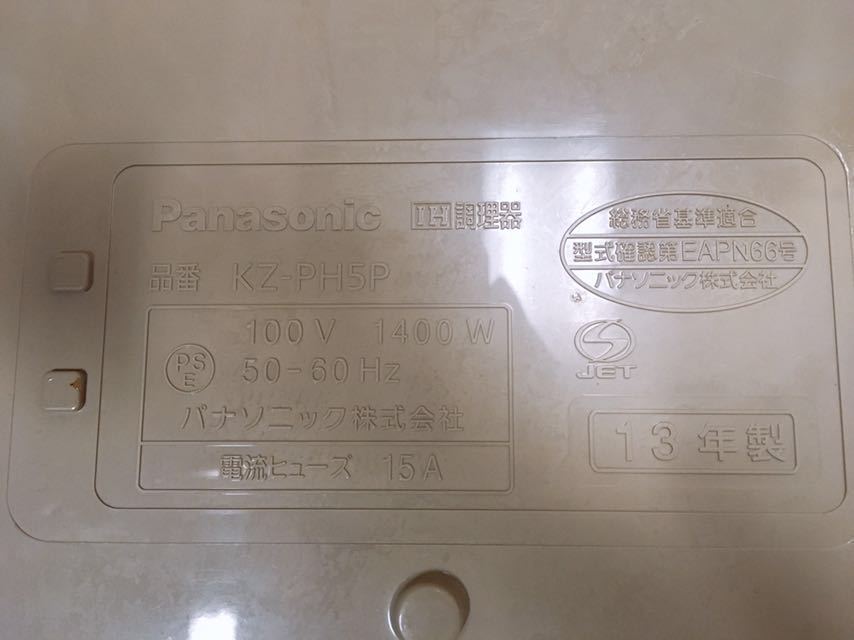 Panasonic IH調理器
品番 KZ-PH5P
総務省基準適合
型式確認第EAPN66号
パナソニック株式会社
100V 1400W
PS
E
50-60Hz
パナソニック株式会社
電流ヒューズ 15A
JET
13年製